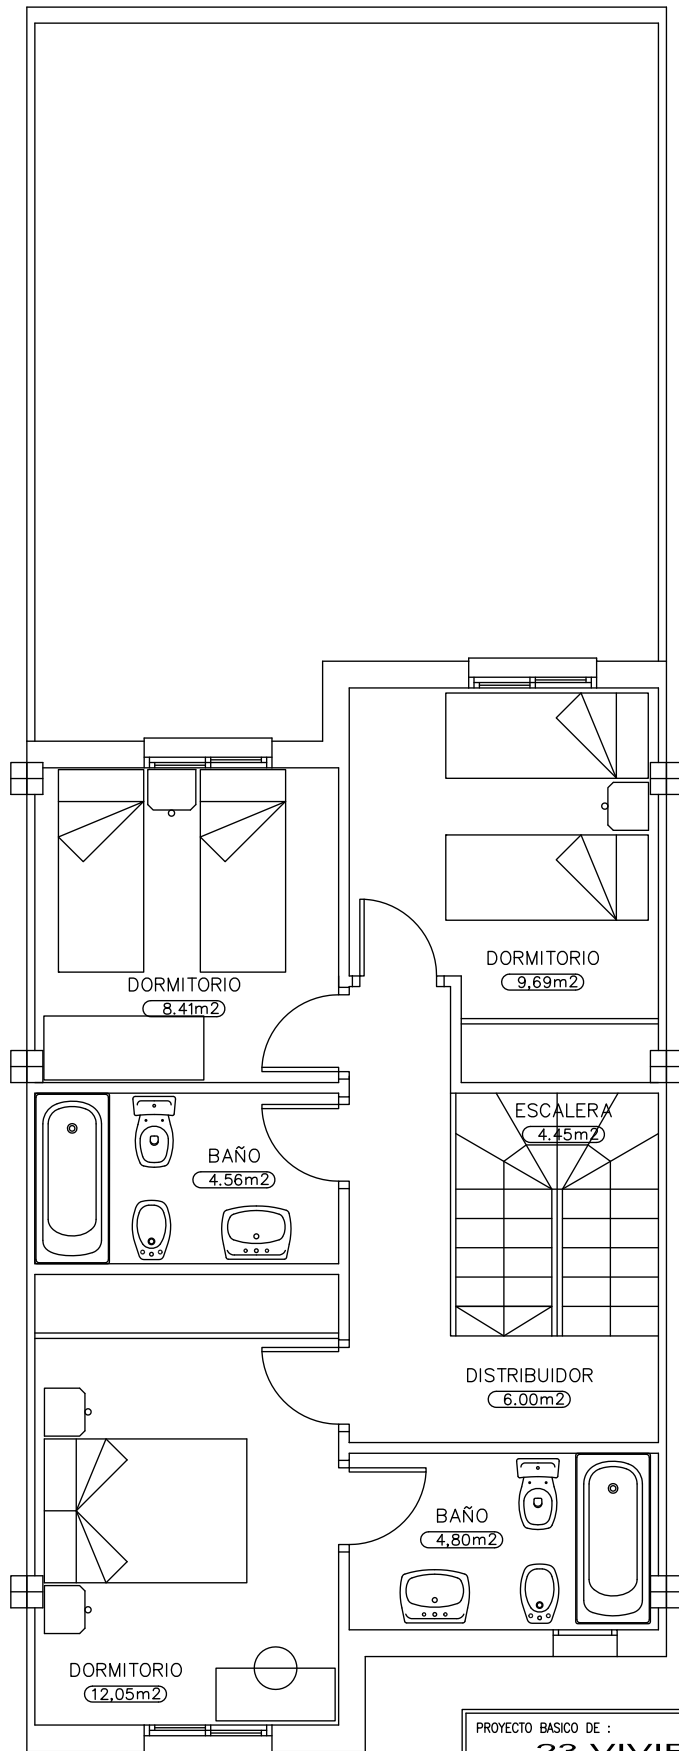 DORMITORIO
9,69m2
DORMITORIO
8.41m2
ESCALERA
4.45m2
BAÑO
4.56m2
DISTRIBUIDOR
6.00m2
BAÑO
4,80m2
DORMITORIO
12,05m2
PROYECTO BASICO DE :